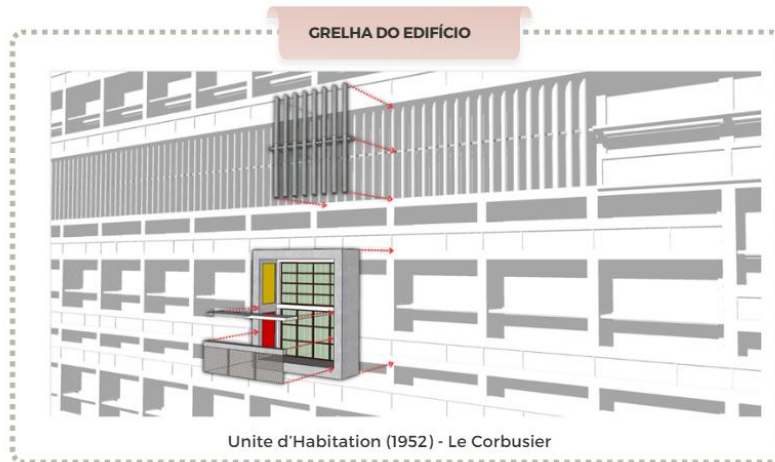 GRELHA DO EDIFÍCIO
Unite d'Habitation (1952) - Le Corbusier